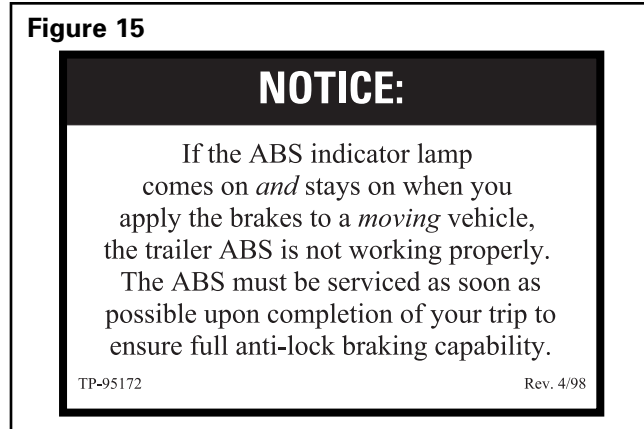 Figure 15
NOTICE:
If the ABS indicator lamp
comes on and stays on when you
apply the brakes to a moving vehicle,
the trailer ABS is not working properly.
The ABS must be serviced as soon as
possible upon completion of your trip to
ensure full anti-lock braking capability.
TP-95172 Rev. 4/98